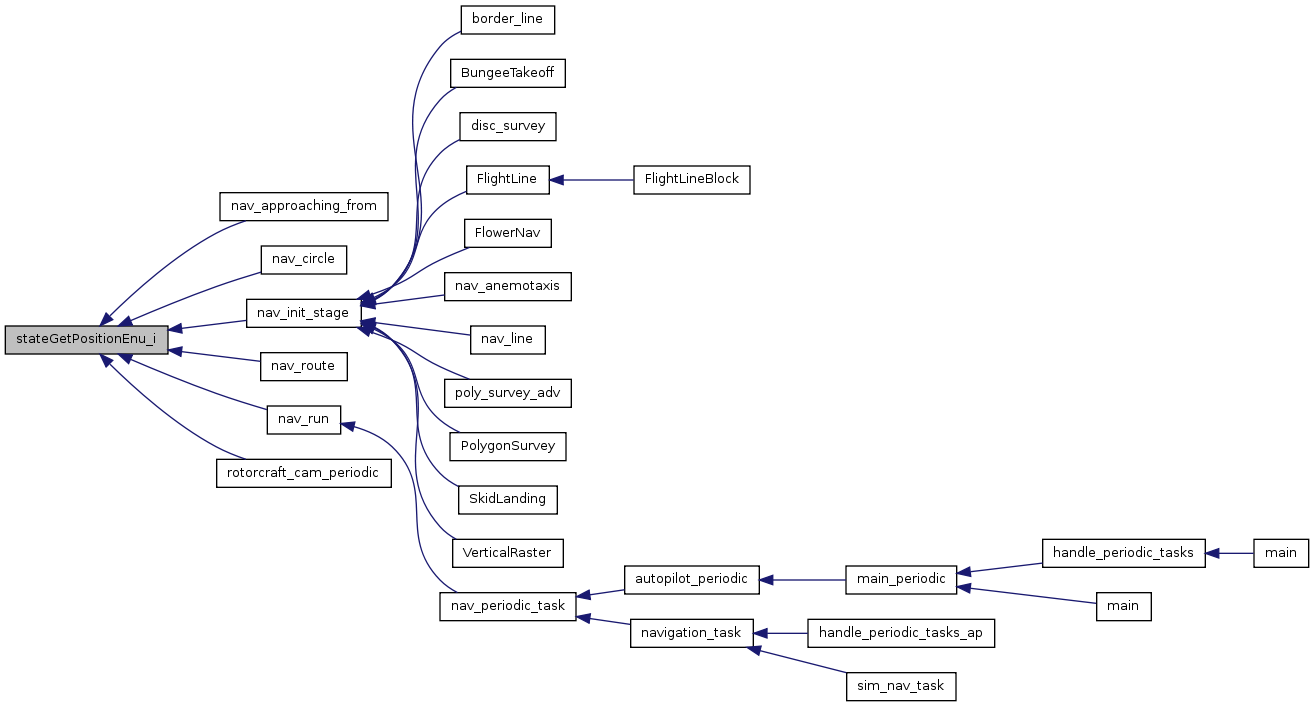 border_line
BungeeTakeoff
disc_survey
FlightLine
FlightLineBlock
nav_approaching_from
FlowerNav
nav_circle
nav_anemotaxis
nav_init_stage
stateGetPositionEnu_i
nav_line
nav_route
poly_survey_adv
nav_run
PolygonSurvey
rotorcraft_cam_periodic
SkidLanding
VerticalRaster
handle_periodic_tasks
main
autopilot_periodic
main_periodic
nav_periodic_task
main
navigation_task
handle_periodic_tasks_ap
sim_nav_task